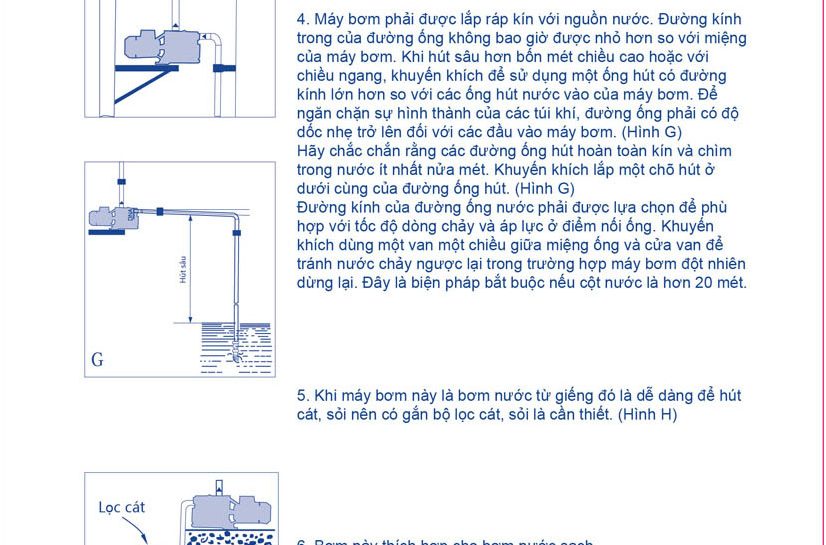 4. Máy bơm phải được lắp ráp kín với nguồn nước. Đường kính
trong của đường ống không bao giờ được nhỏ hơn so với miệng
của máy bơm. Khi hút sâu hơn bốn mét chiều cao hoặc với
chiều ngang, khuyến khích để sử dụng một ống hút có đường
kính lớn hơn so với các ống hút nước vào của máy bơm. Để
ngăn chặn sự hình thành của các túi khí, đường ống phải có độ
dốc nhẹ trở lên đối với các đầu vào máy bơm. (Hình G)
Hãy chắc chắn rằng các đường ống hút hoàn toàn kín và chìm
trong nước ít nhất nửa mét. Khuyến khích lắp một chõ hút ở
dưới cùng của đường ống hút. (Hình G)
Đường kính của đường ống nước phải được lựa chọn để phù
hợp với tốc độ dòng chảy và áp lực ở điểm nối ống. Khuyến
khích dùng một van một chiều giữa miệng ống và cửa van để
tránh nước chảy ngược lại trong trường hợp máy bơm đột nhiên
dừng lại. Đây là biện pháp bắt buộc nếu cột nước là hơn 20 mét.
Hút sâu
G
5. Khi máy bơm này là bơm nước từ giếng đó là dễ dàng để hút
cát, sỏi nên có gắn bộ lọc cát, sỏi là cần thiết. (Hình H)
Lọc cát
6. Bơm này thích hợp cho bơm nước sạch